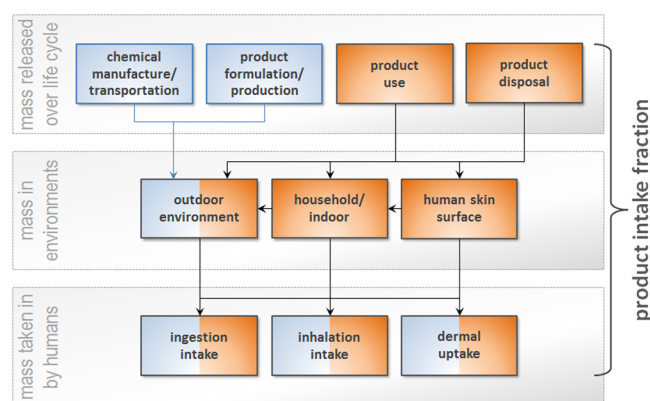 mass released
over life cycle
chemical
manufacture/
transportation
product
formulation/
production
product
use
product
disposal
mass in
environments
outdoor
environment
household/
indoor
human skin
surface
mass taken in
by humans
ingestion
intake
inhalation
intake
dermal
uptake
product intake fraction